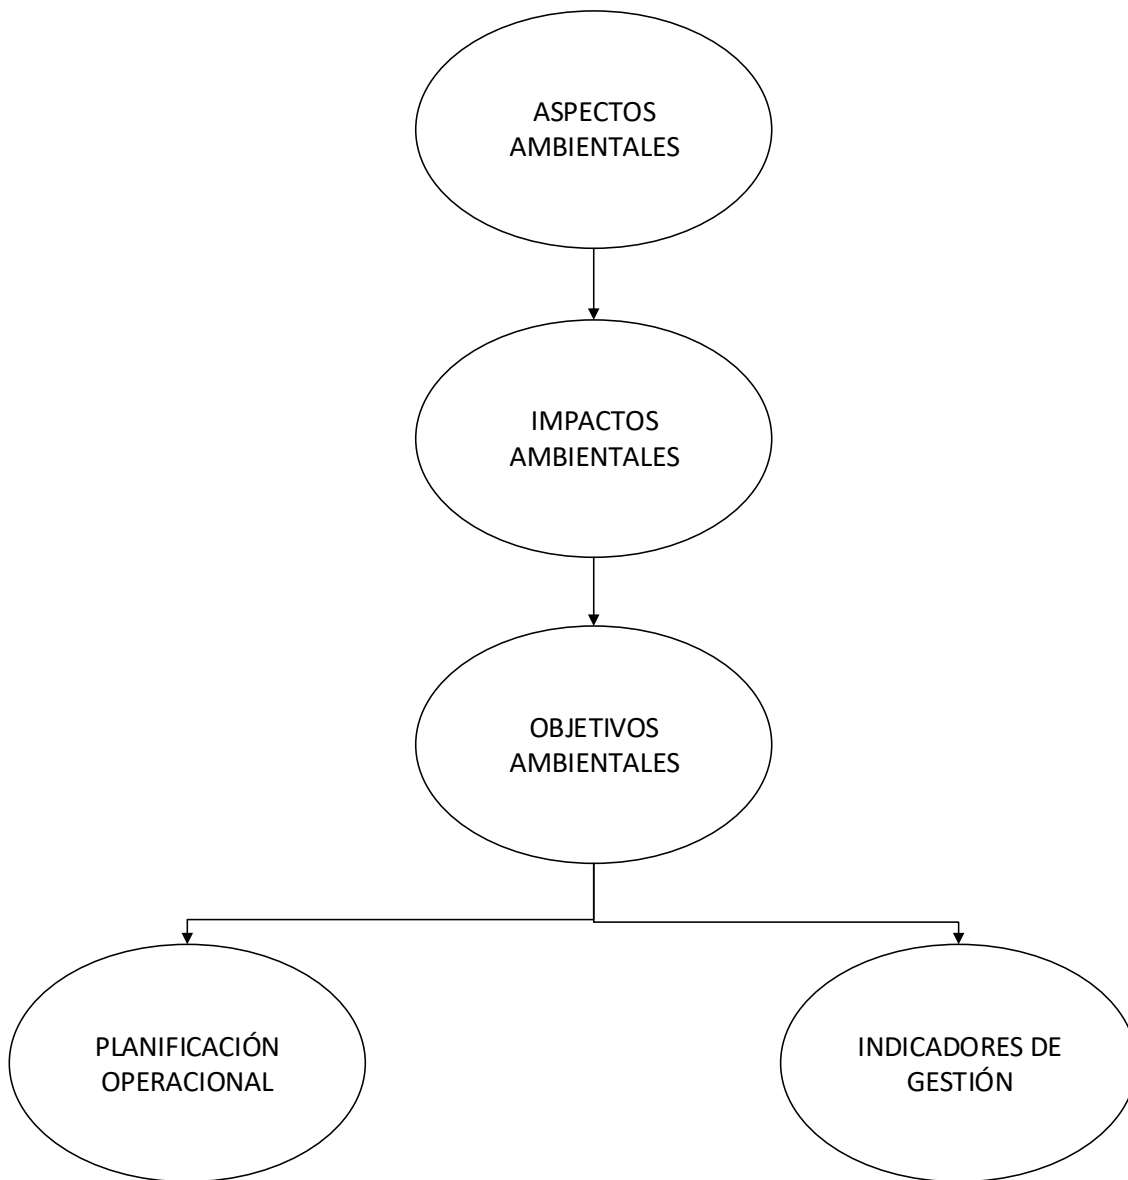 ASPECTOS
AMBIENTALES
IMPACTOS
AMBIENTALES
OBJETIVOS
AMBIENTALES
PLANIFICACIÓN
OPERACIONAL
INDICADORES DE
GESTIÓN